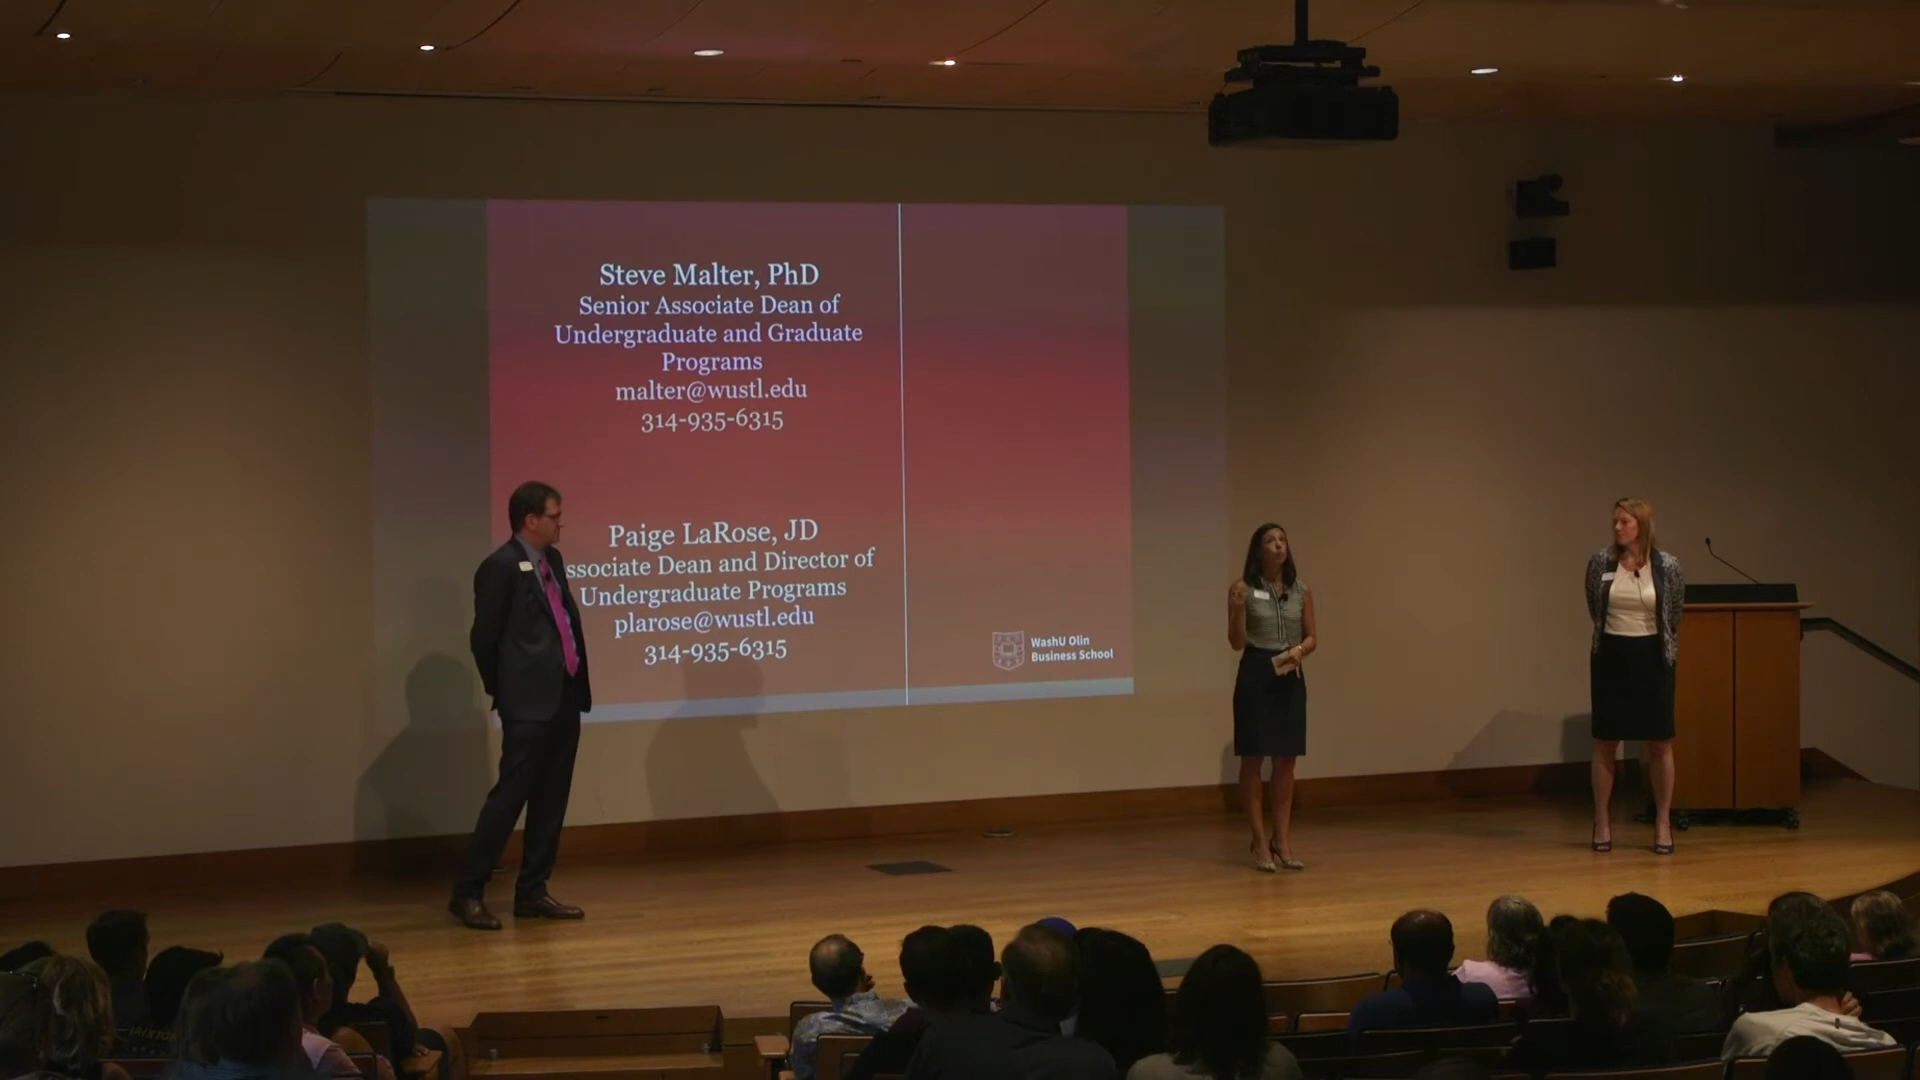 Steve Malter, PhD
Senior Associate Dean of
Undergraduate and Graduate
Programs
malter@wustl.edu
314-935-6315
Paige LaRose, JD
ssociate Dean and Director of
Undergraduate Programs
plarose@wustl.edu
314-935-6315
WashU Olin
Business School